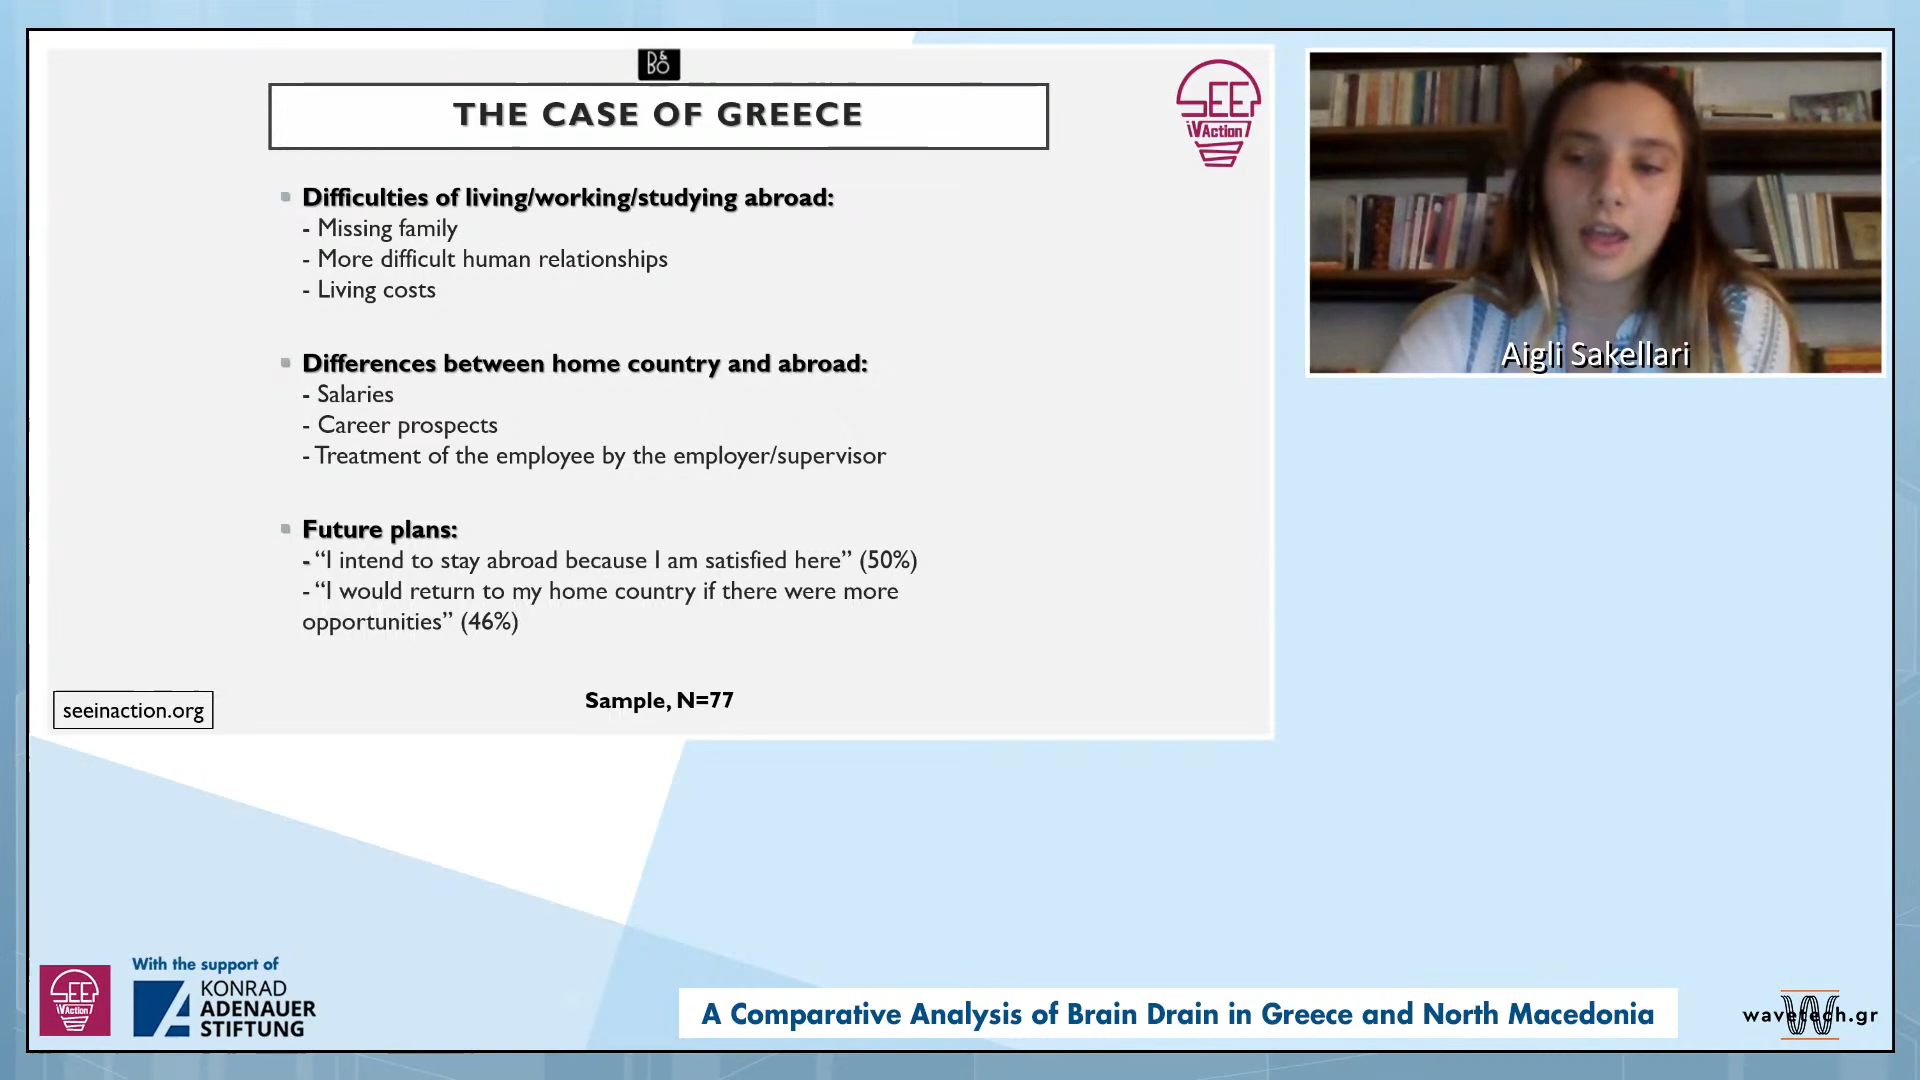 B&O
THE CASE OF GREECE
SEE
iNAction
Difficulties of living/working/studying abroad:
- Missing family
- More difficult human relationships
- Living costs
Differences between home country and abroad:
- Salaries
- Career prospects
- Treatment of the employee by the employer/supervisor
Future plans:
- “I intend to stay abroad because I am satisfied here” (50%)
- “I would return to my home country if there were more
opportunities” (46%)
Sample, N=77
seeinaction.org
Aigli Sakellari
SEE
iNAction
With the support of
KONRAD
ADENAUER
STIFTUNG
A Comparative Analysis of Brain Drain in Greece and North Macedonia
wavetech.gr